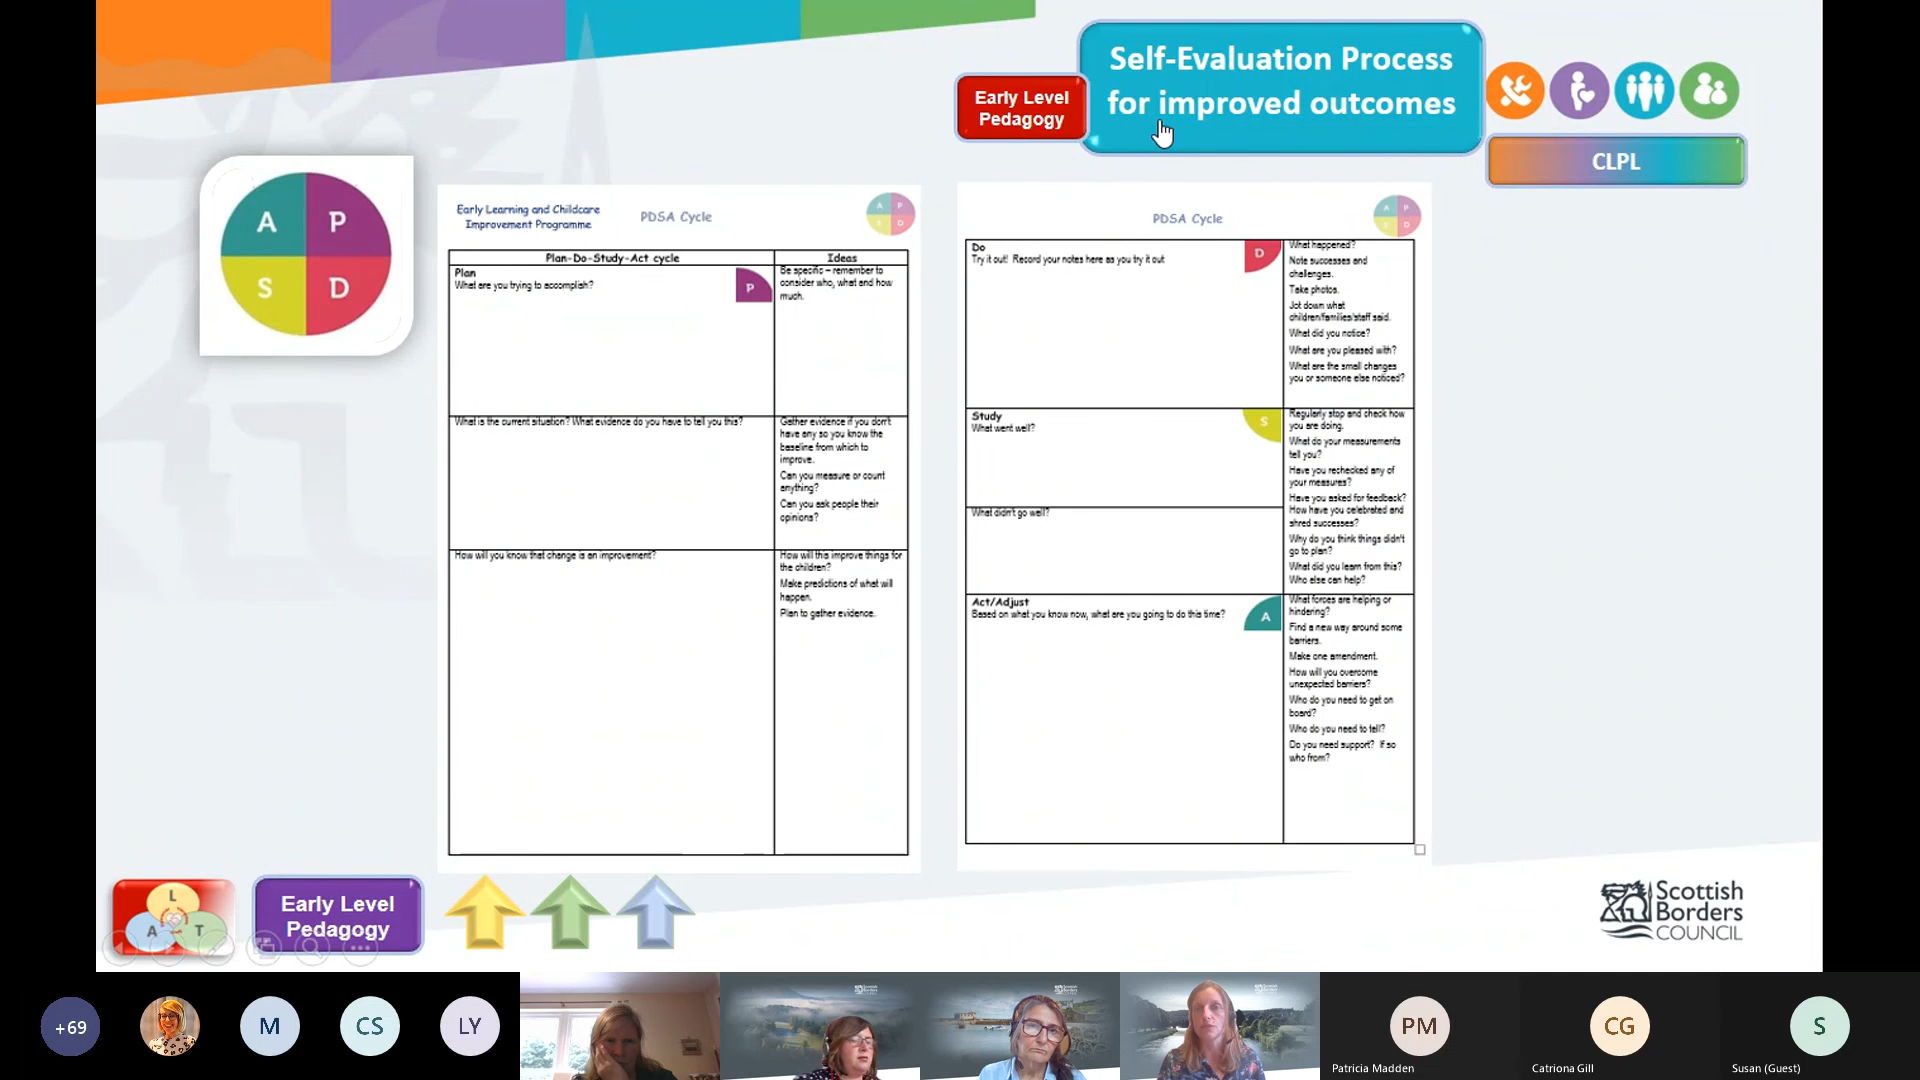 Self-Evaluation Process
for improved outcomes
Early Level
Pedagogy
CLPL
A P
S D
Early Learning and Childcare
Improvement Programme
PDSA Cycle
A P
S D
Plan-Do-Study-Act cycle
Ideas
Plan
What are you trying to accomplish?
P
Be specific – remember to
consider who, what and how
much.
What is the current situation? What evidence do you have to tell you this?
Gather evidence if you don't
have any so you know the
baseline from which to
improve.
Can you measure or count
anything?
Can you ask people their
opinions?
How will you know that change is an improvement?
How will this improve things for
the children?
Make predictions of what will
happen.
Plan to gather evidence.
PDSA Cycle
A P
S D
Do
Try it out! Record your notes here as you try it out
D
What happened?
Note successes and
challenges.
Take photos.
Jot down what
children/families/staff said.
What did you notice?
What are you pleased with?
What are the small changes
you or someone else noticed?
Study
What went well?
S
What didn't go well?
Regularly stop and check how
you are doing.
What do your measurements
tell you?
Have you rechecked any of
your measures?
Have you asked for feedback?
How have you celebrated and
shred successes?
Why do you think things didn't
go to plan?
What did you learn from this?
Who else can help?
Act/Adjust
Based on what you know now, what are you going to do this time?
A
What forces are helping or
hindering?
Find a new way around some
barriers.
Make one amendment.
How will you overcome
unexpected barriers?
Who do you need to get on
board?
Who do you need to tell?
Do you need support? If so
who from?
L
A T
Early Level
Pedagogy
Scottish
Borders
COUNCIL
+69
M
CS
LY
PM
Patricia Madden
CG
Catriona Gill
S
Susan (Guest)